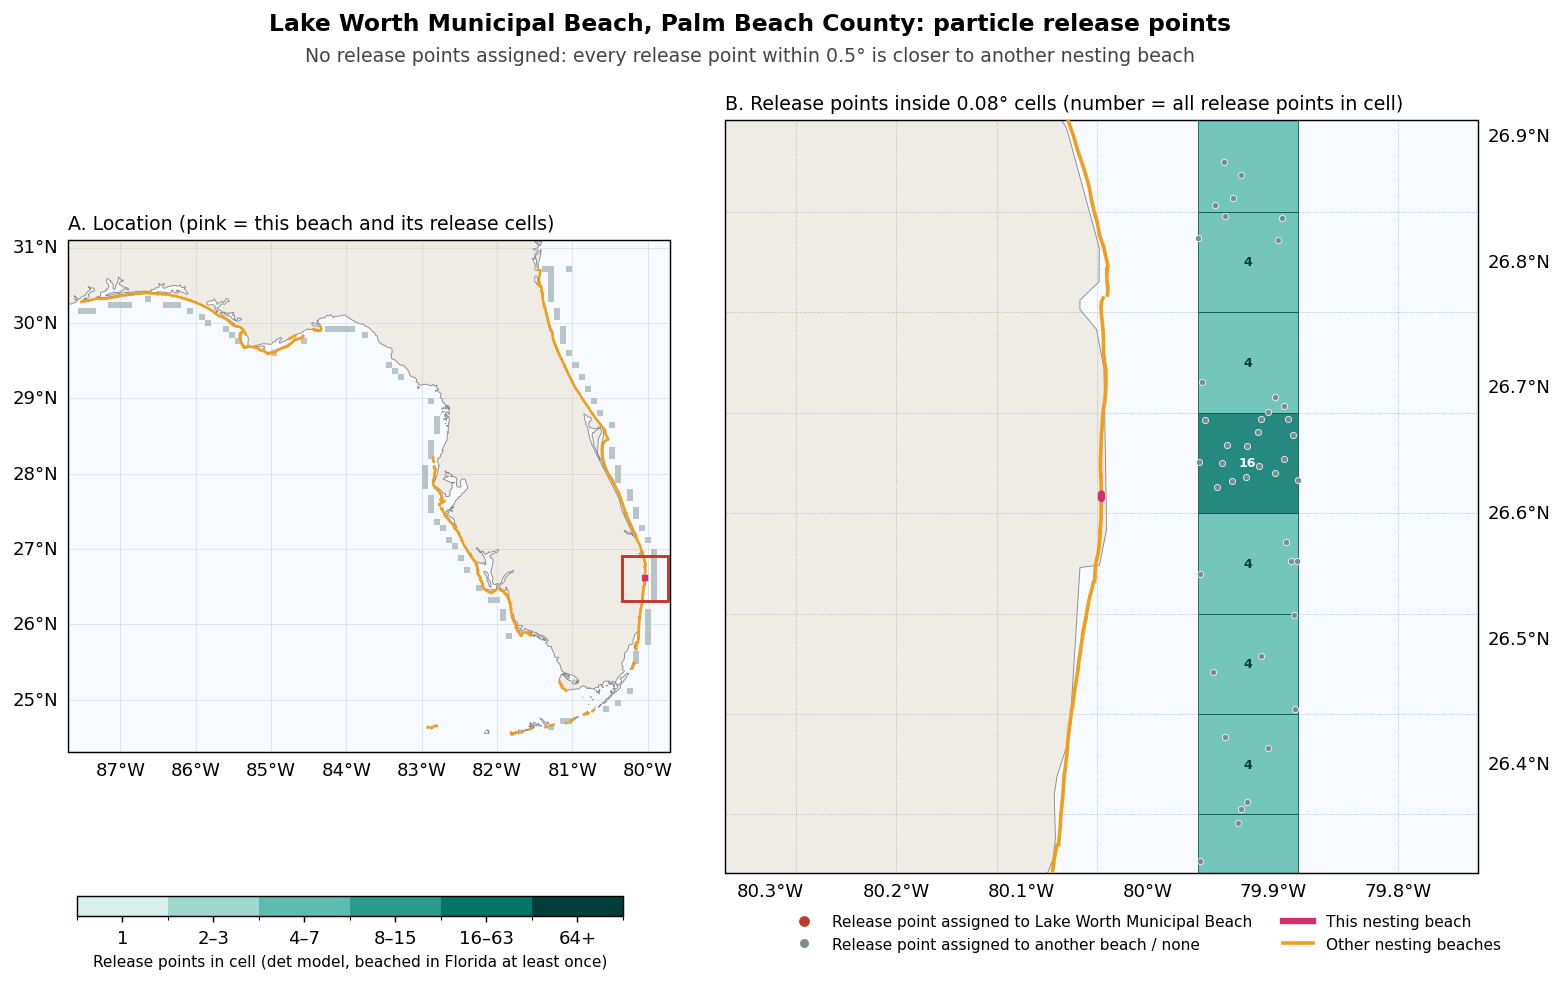 Lake Worth Municipal Beach, Palm Beach County: particle release points
No release points assigned: every release point within 0.5° is closer to another nesting beach
A. Location (pink = this beach and its release cells)
31°N
30°N
29°N
28°N
27°N
26°N
25°N
87°W 86°W 85°W 84°W 83°W 82°W 81°W 80°W
B. Release points inside 0.08° cells (number = all release points in cell)
4
4
16
4
4
4
26.9°N
26.8°N
26.7°N
26.6°N
26.5°N
26.4°N
80.3°W 80.2°W 80.1°W 80°W 79.9°W 79.8°W
1 2–3 4–7 8–15 16–63 64+
Release points in cell (det model, beached in Florida at least once)
Release point assigned to Lake Worth Municipal Beach
Release point assigned to another beach / none
This nesting beach
Other nesting beaches